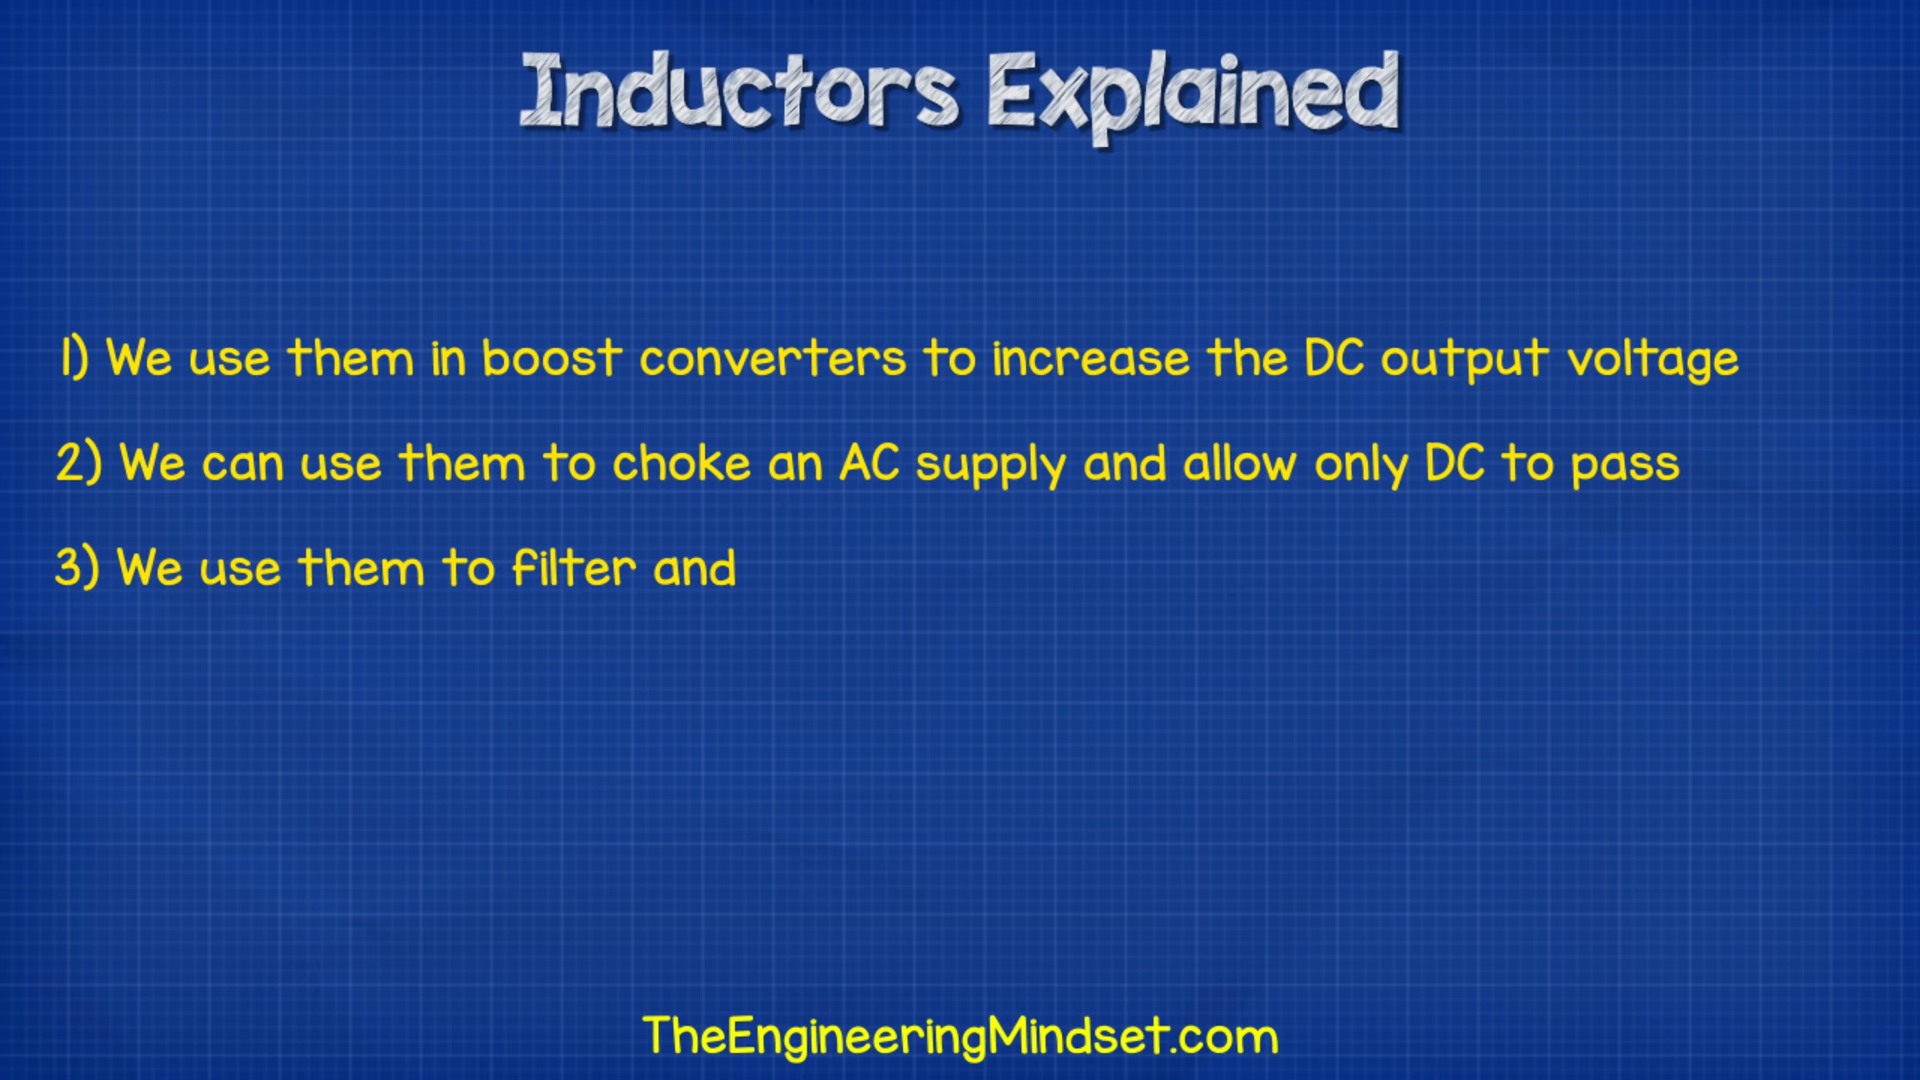 Inductors Explained
1) We use them in boost converters to increase the DC output voltage
2) We can use them to choke an AC supply and allow only DC to pass
3) We use them to filter and
TheEngineeringMindset.com